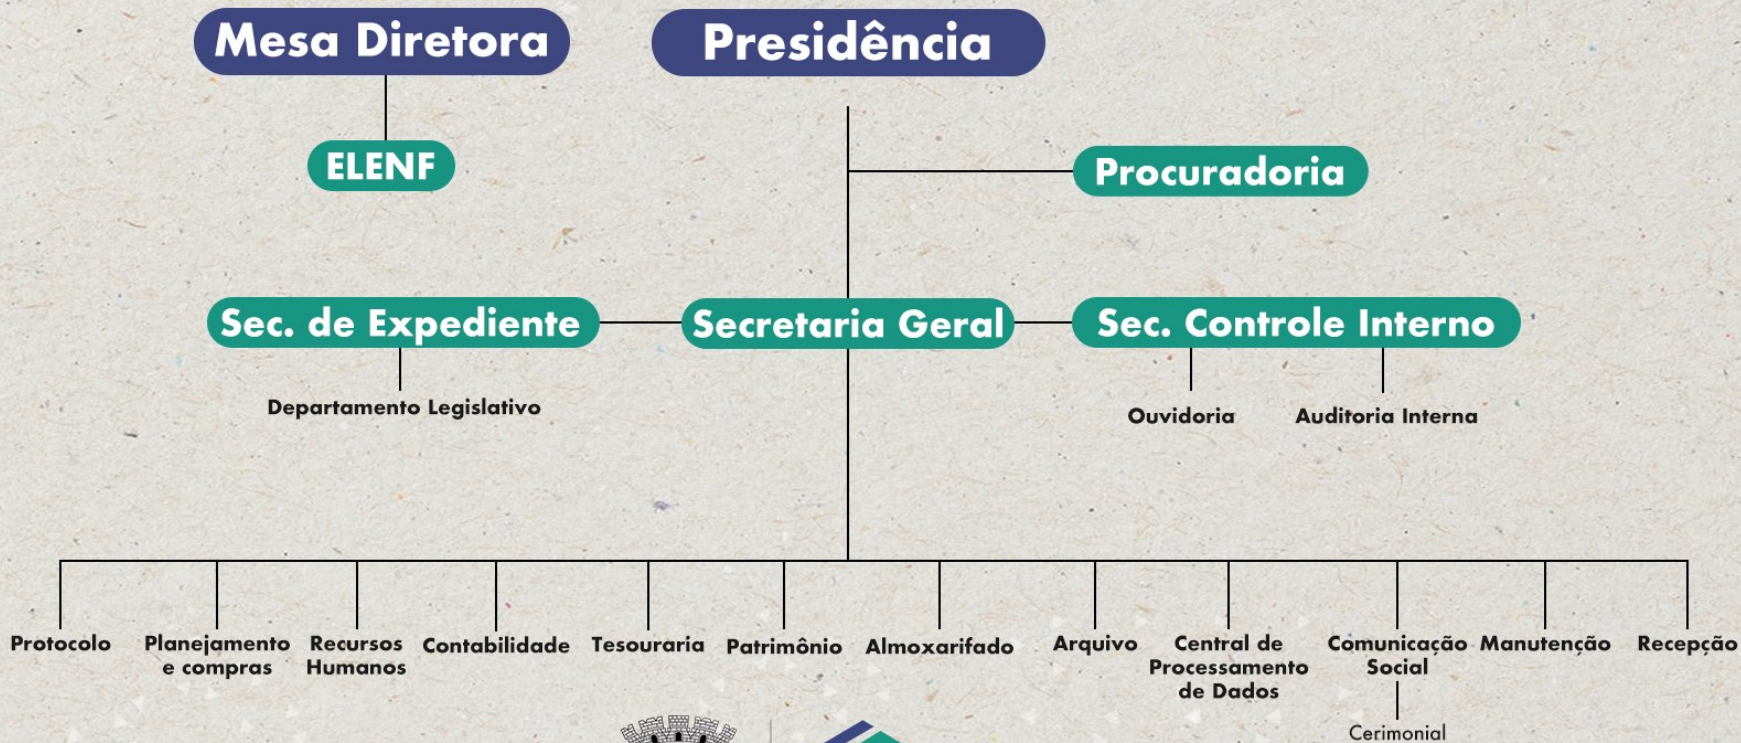 Mesa Diretora
Presidência
ELENF
Procuradoria
Sec. de Expediente
Secretaria Geral
Sec. Controle Interno
Departamento Legislativo
Ouvidoria
Auditoria Interna
Protocolo
Planejamento
e compras
Recursos
Humanos
Contabilidade
Tesouraria
Patrimônio
Almoxarifado
Arquivo
Central de
Processamento
de Dados
Comunicação
Social
Manutenção
Recepção
Cerimonial